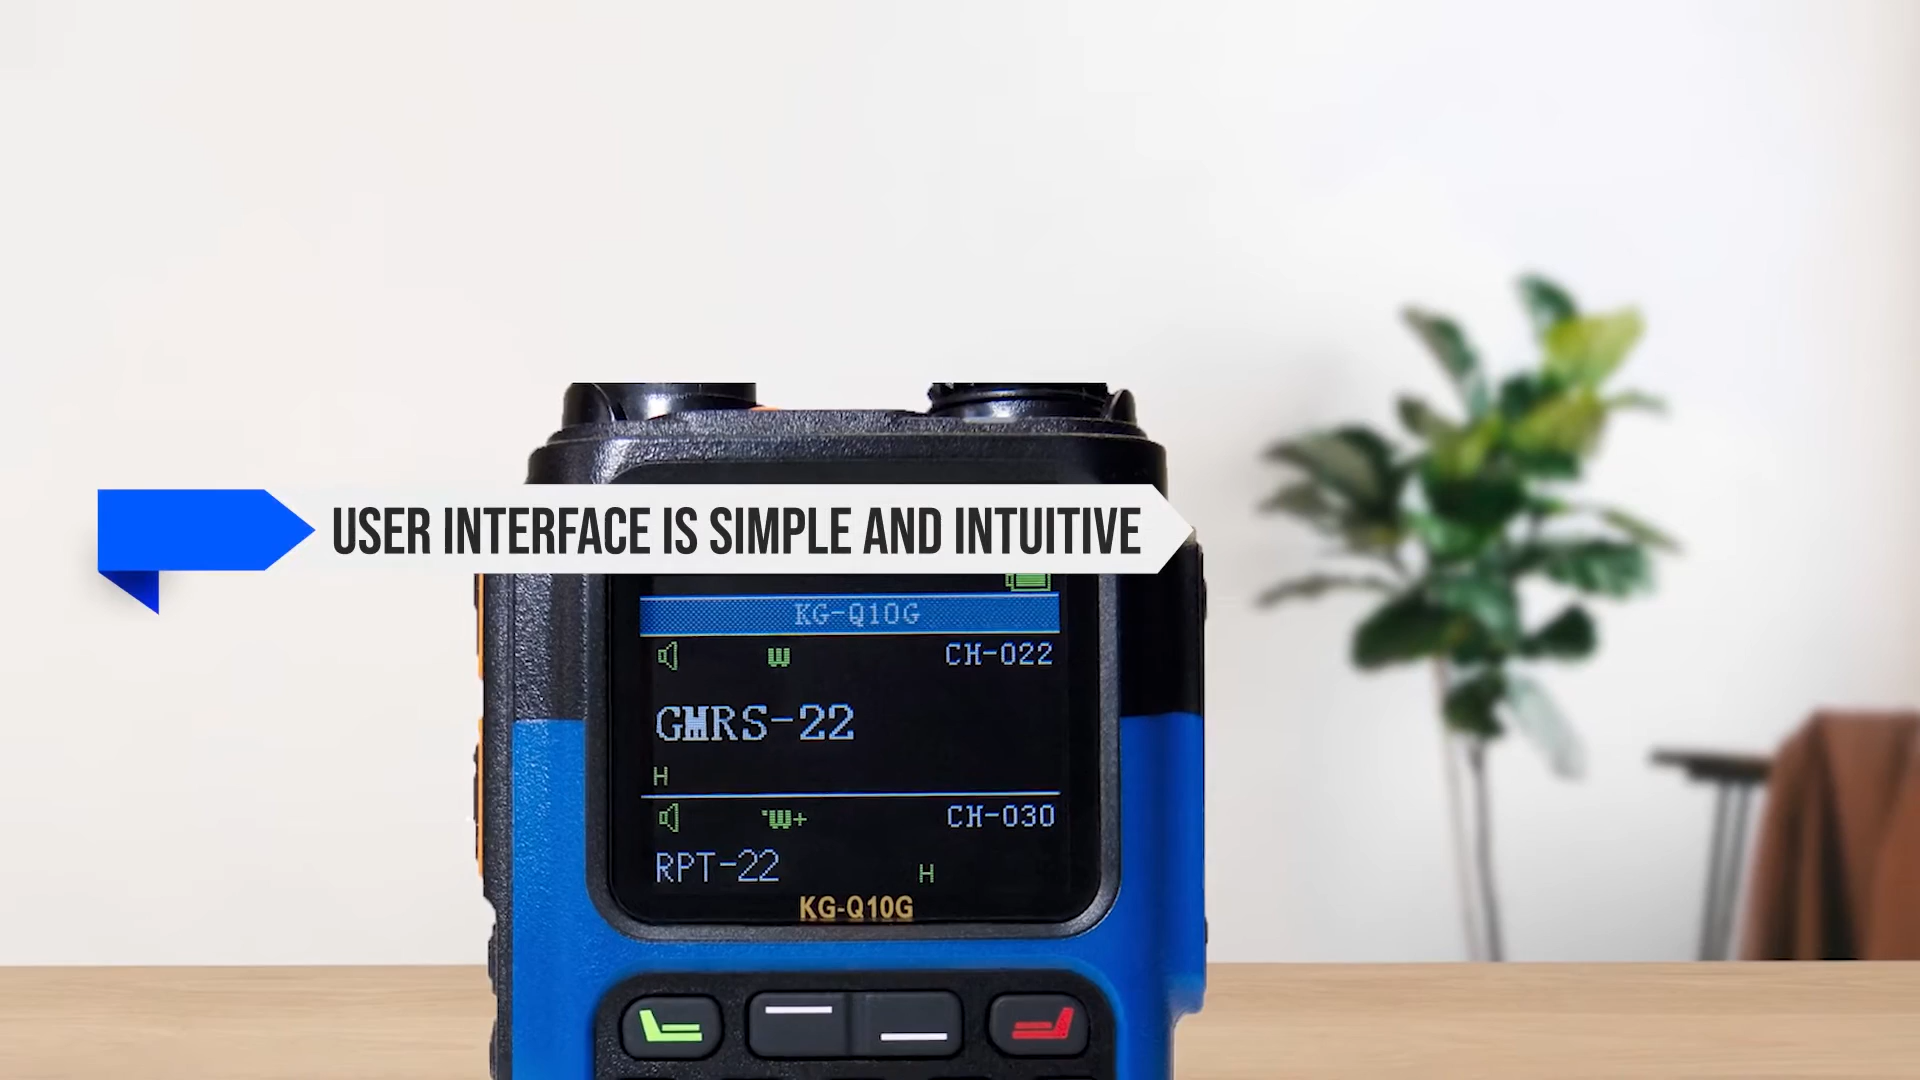 USER INTERFACE IS SIMPLE AND INTUITIVE
KG-Q10G
CH-022
GMRS-22
H
CH-030
W+
RPT-22
H
KG-Q10G